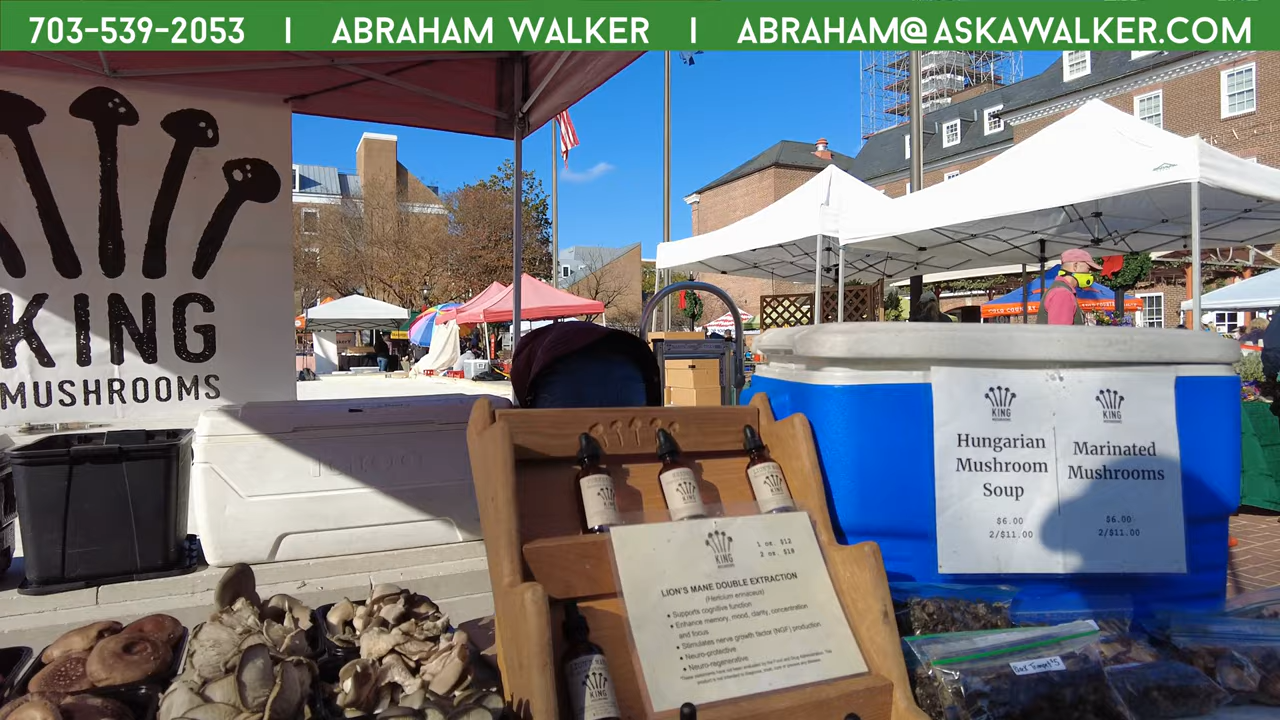 703-539-2053 | ABRAHAM WALKER | ABRAHAM@ASKAWALKER.COM
KING
MUSHROOMS
KING
Hungarian
Mushroom
Soup
$6.00
2/$11.00
KING
Marinated
Mushrooms
$6.00
2/$11.00
KING
KING
KING
KING
1 oz. $12
2 oz. $18
LION'S MANE DOUBLE EXTRACTION
(Hericium erinaceus)
• Supports cognitive function
• Enhance memory, mood, clarity, concentration
and focus
• Stimulates nerve growth factor (NGF) production
• Neuro-protective
• Neuro-regenerative
KING